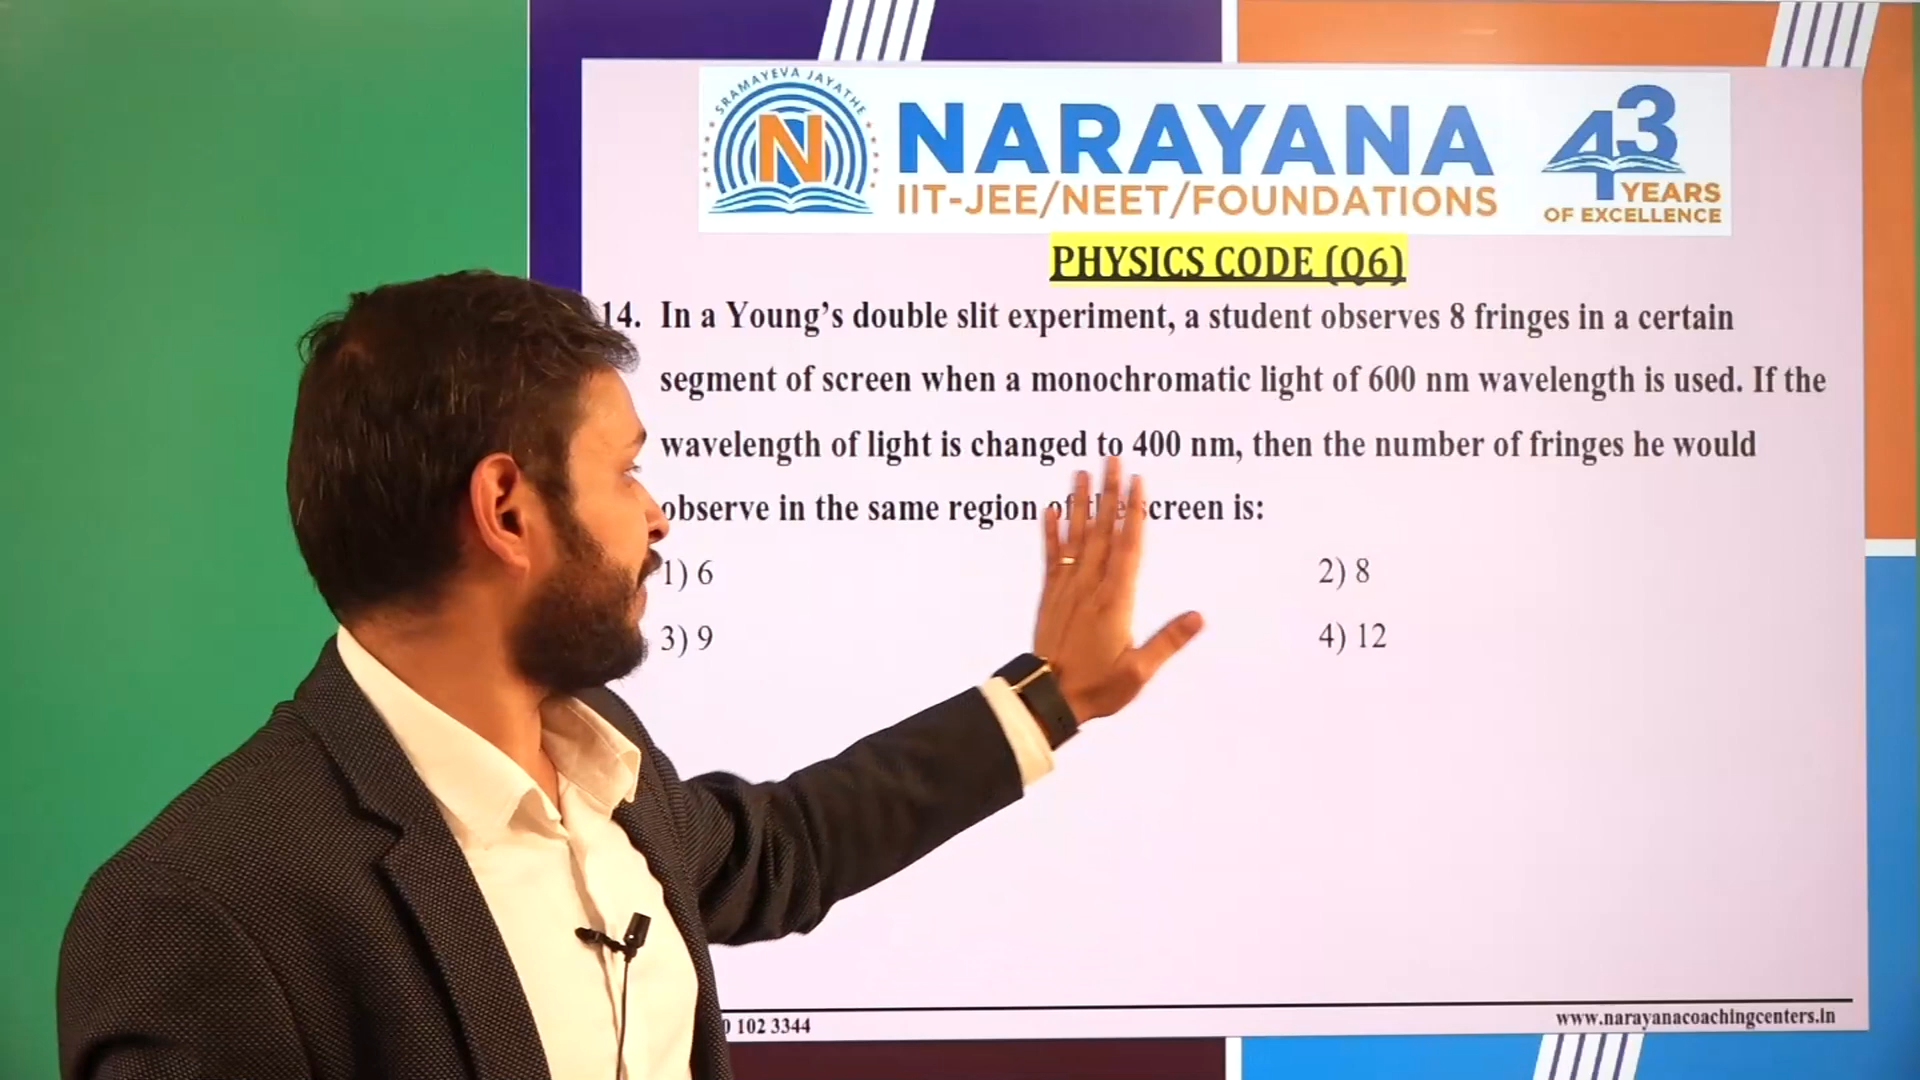 SRAMAYEVA JAYATHE
N
NARAYANA
IIT-JEE/NEET/FOUNDATIONS
43
YEARS
OF EXCELLENCE
PHYSICS CODE (Q6)
14. In a Young’s double slit experiment, a student observes 8 fringes in a certain
segment of screen when a monochromatic light of 600 nm wavelength is used. If the
wavelength of light is changed to 400 nm, then the number of fringes he would
observe in the same region of the screen is:
1) 6
2) 8
3) 9
4) 12
102 3344
www.narayanacoachingcenters.in